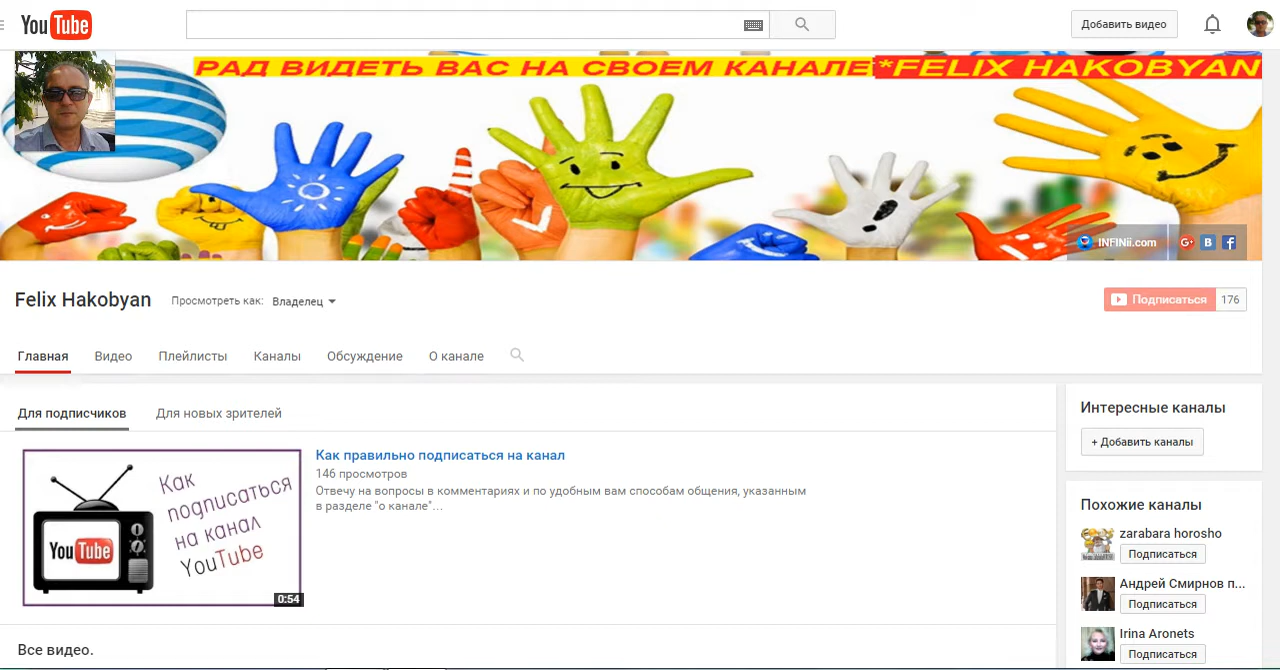 YouTube
Добавить видео
РАД ВИДЕТЬ ВАС НА СВОЕМ КАНАЛЕ *FELIX HAKOBYAN
INFINii.com G+ B f
Felix Hakobyan
Просмотреть как: Владелец
Подписаться 176
Главная Видео Плейлисты Каналы Обсуждение О канале
Для подписчиков Для новых зрителей
Как подписаться на канал YouTube
YouTube
0:54
Как правильно подписаться на канал
146 просмотров
Отвечу на вопросы в комментариях и по удобным вам способам общения, указанным
в разделе "о канале"...
Все видео.
Интересные каналы
+ Добавить каналы
Похожие каналы
zarabara horosho
Подписаться
Андрей Смирнов п...
Подписаться
Irina Aronets
Подписаться